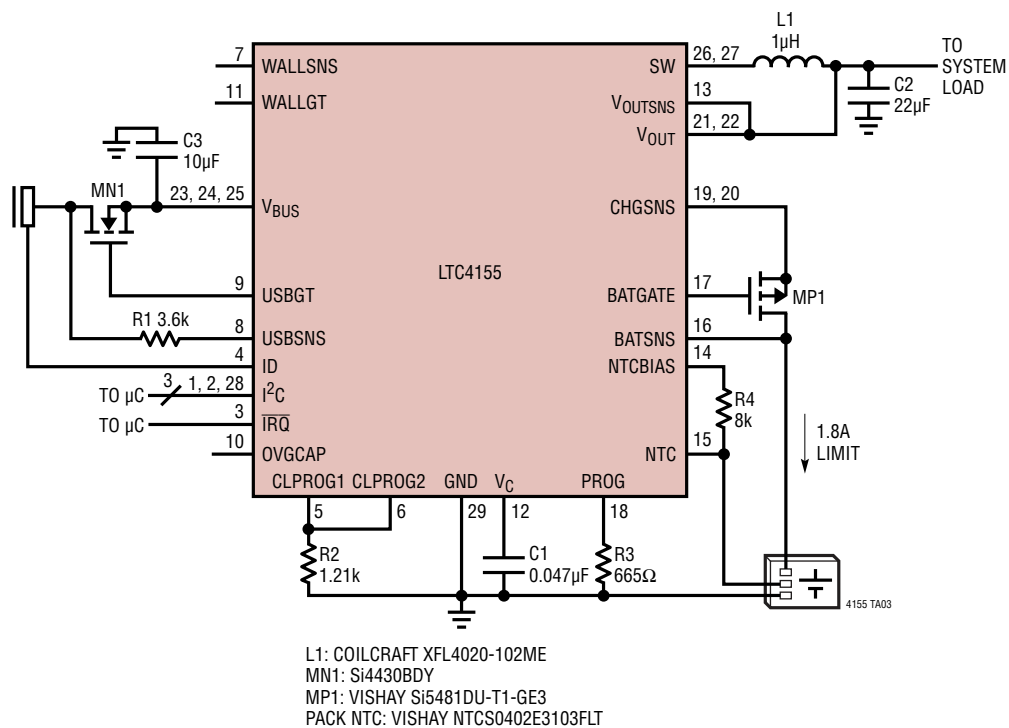 L1
1µH
TO
SYSTEM
LOAD
C2
22µF
7
WALLSNS
11
WALLGT
SW
26, 27
13
VOUTSNS
21, 22
VOUT
C3
10µF
MN1
23, 24, 25
VBUS
19, 20
CHGSNS
LTC4155
9
USBGT
17
BATGATE
MP1
R1 3.6k
8
USBSNS
16
BATSNS
4
ID
14
NTCBIAS
TO µC
3
1, 2, 28
I2C
R4
8k
TO µC
3
IRQ
1.8A
LIMIT
10
OVGCAP
15
NTC
CLPROG1
CLPROG2
GND
VC
PROG
5
6
29
12
18
R2
1.21k
C1
0.047µF
R3
665Ω
4155 TA03
L1: COILCRAFT XFL4020-102ME
MN1: Si4430BDY
MP1: VISHAY Si5481DU-T1-GE3
PACK NTC: VISHAY NTCS0402E3103FLT